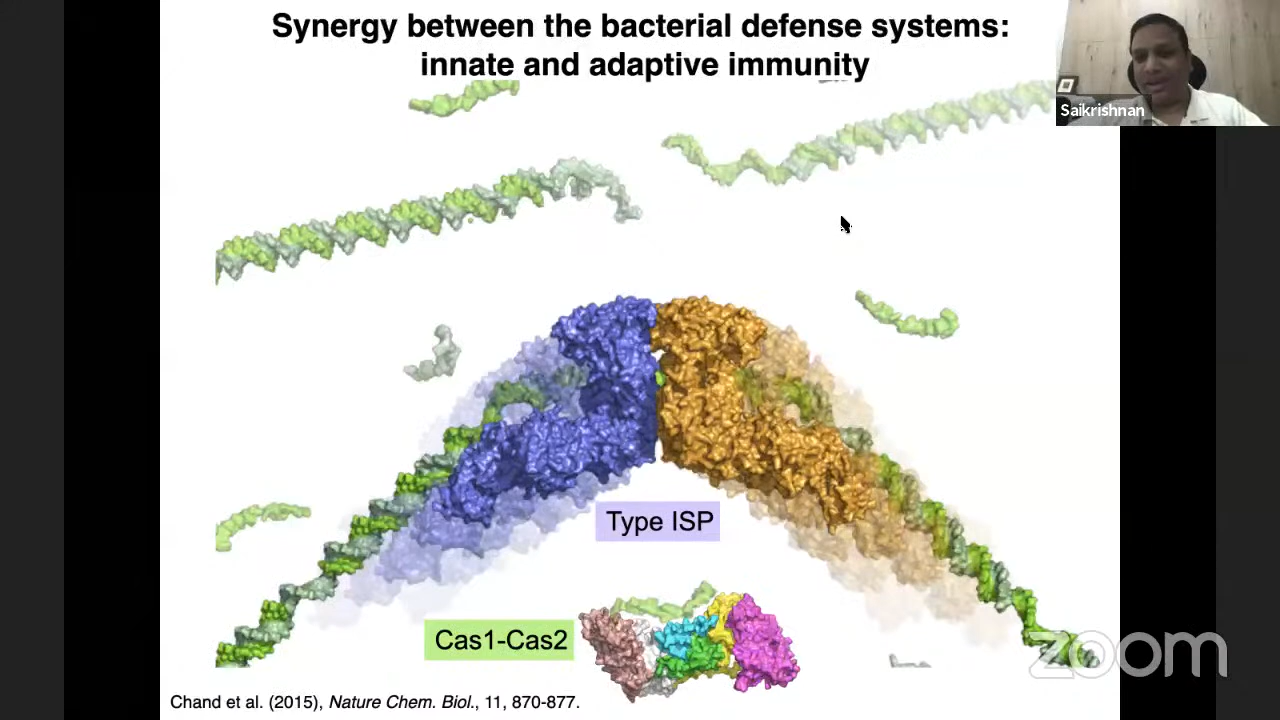 Synergy between the bacterial defense systems:
innate and adaptive immunity
Saikrishnan
Type ISP
Cas1-Cas2
Chand et al. (2015), Nature Chem. Biol., 11, 870-877.
zoom